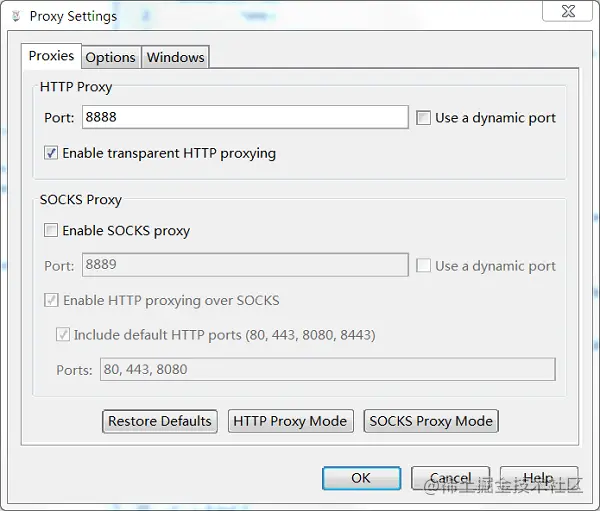 Proxy Settings
Proxies Options Windows
HTTP Proxy
Port: 8888 Use a dynamic port
Enable transparent HTTP proxying
SOCKS Proxy
Enable SOCKS proxy
Port: 8889 Use a dynamic port
Enable HTTP proxying over SOCKS
Include default HTTP ports (80, 443, 8080, 8443)
Ports: 80, 443, 8080
Restore Defaults HTTP Proxy Mode SOCKS Proxy Mode
OK Cancel Help
@稀土掘金技术社区